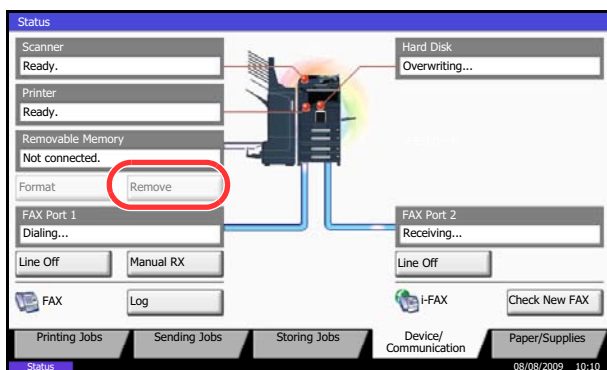 Status
Scanner
Ready.
Hard Disk
Overwriting...
Printer
Ready.
Removable Memory
Not connected.
Format
Remove
FAX Port 1
Dialing...
FAX Port 2
Receiving...
Line Off
Manual RX
Line Off
FAX
Log
i-FAX
Check New FAX
Printing Jobs
Sending Jobs
Storing Jobs
Device/
Communication
Paper/Supplies
Status
08/08/2009 10:10